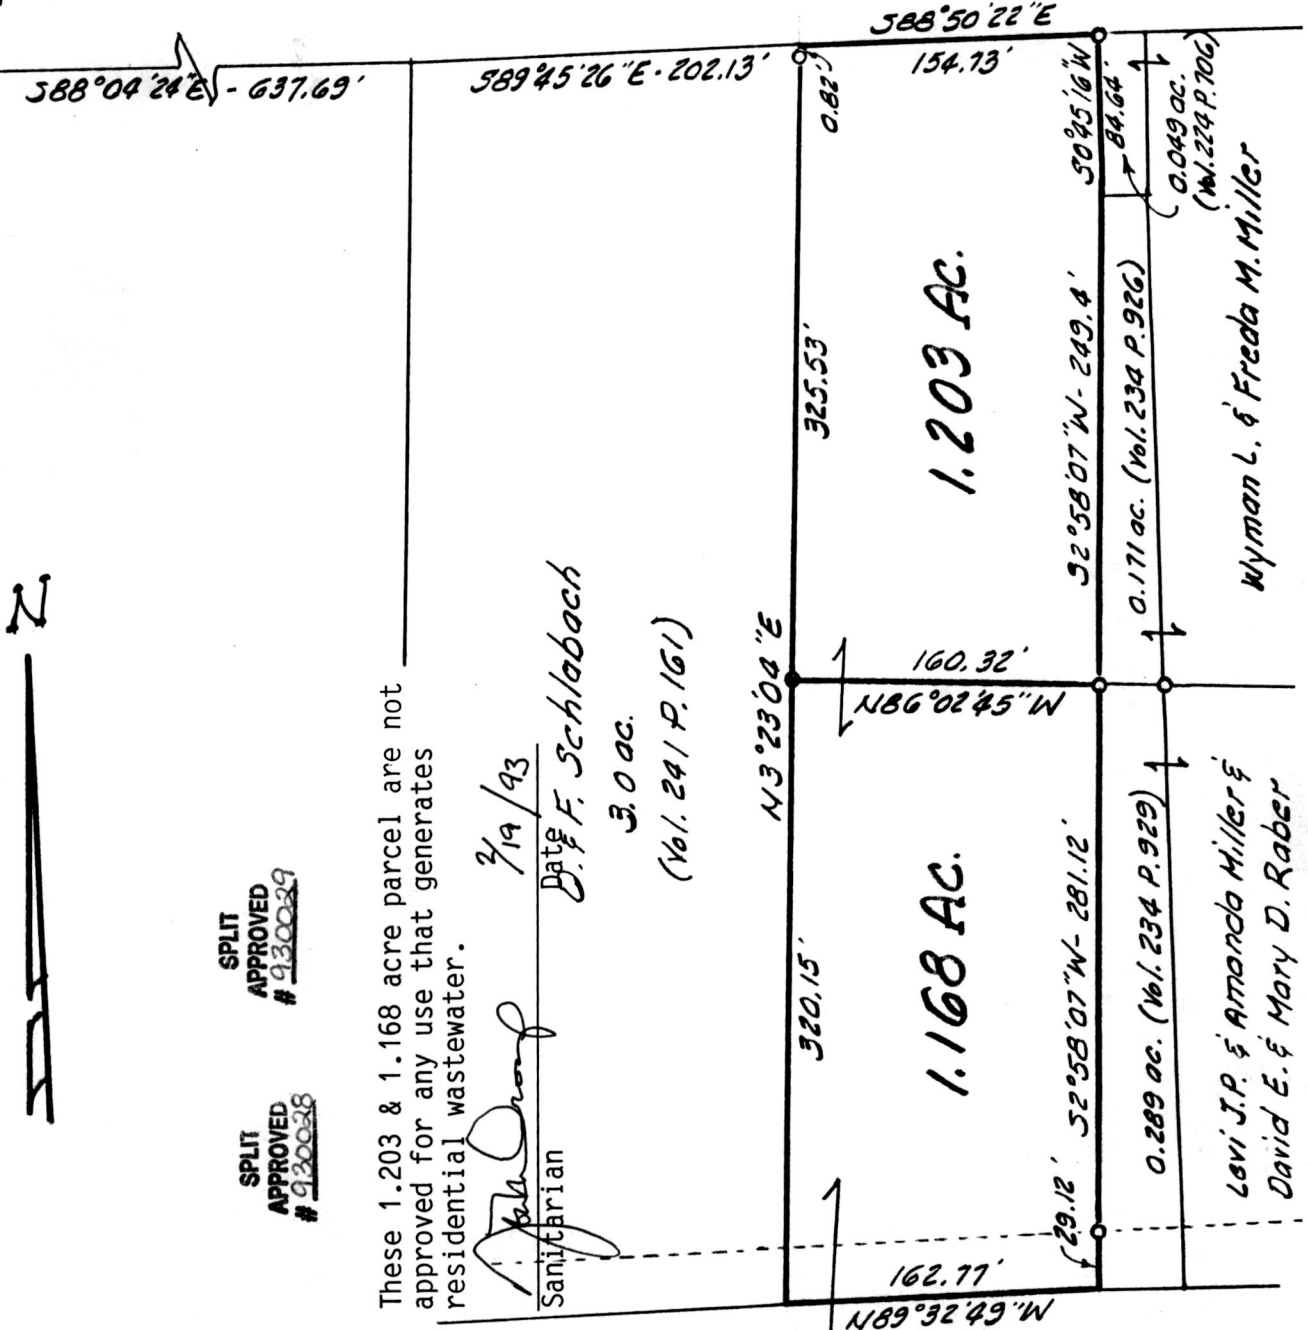 S88°50'22"E
154.73'
S88°04'24"E - 637.69'
S89°45'26"E - 202.13'
0.82'
S0°45'16"W
84.64'
0.049 ac.
(Vol. 224 P. 706)
325.53'
1.203 Ac.
S2°58'07"W - 249.4'
0.171 ac. (Vol. 234 P. 926)
Wyman L. & Freda M. Miller
N
SPLIT
APPROVED
# 930029
SPLIT
APPROVED
# 930028
These 1.203 & 1.168 acre parcel are not
approved for any use that generates
residential wastewater.
2/19/93
Sanitarian Date
D. & F. Schlabach
3.0 ac.
(Vol. 241 P. 161)
N3°23'04"E
160.32'
N86°02'45"W
320.15'
1.168 Ac.
29.12'
S2°58'07"W - 281.12'
0.289 ac. (Vol. 234 P. 929)
Levi J.P. & Amanda Miller &
David E. & Mary D. Raber
162.77'
N89°32'49"W